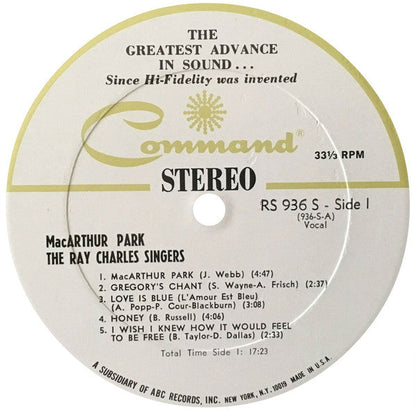 THE
GREATEST ADVANCE
IN SOUND...
Since Hi-Fidelity was invented
Command®
33⅓ RPM
STEREO
RS 936 S - Side I
(936-S-A)
Vocal
MacARTHUR PARK
THE RAY CHARLES SINGERS
1. MacARTHUR PARK (J. Webb) (4:47)
2. GREGORY'S CHANT (S. Wayne-A. Frisch) (2:37)
3. LOVE IS BLUE (L'Amour Est Bleu)
(A. Popp-P. Cour-Blackburn) (3:08)
4. HONEY (B. Russell) (4:06)
5. I WISH I KNEW HOW IT WOULD FEEL
TO BE FREE (B. Taylor-D. Dallas) (2:33)
Total Time Side 1: 17:23
A SUBSIDIARY OF ABC RECORDS, INC. NEW YORK, N.Y. 10019 MADE IN U.S.A.